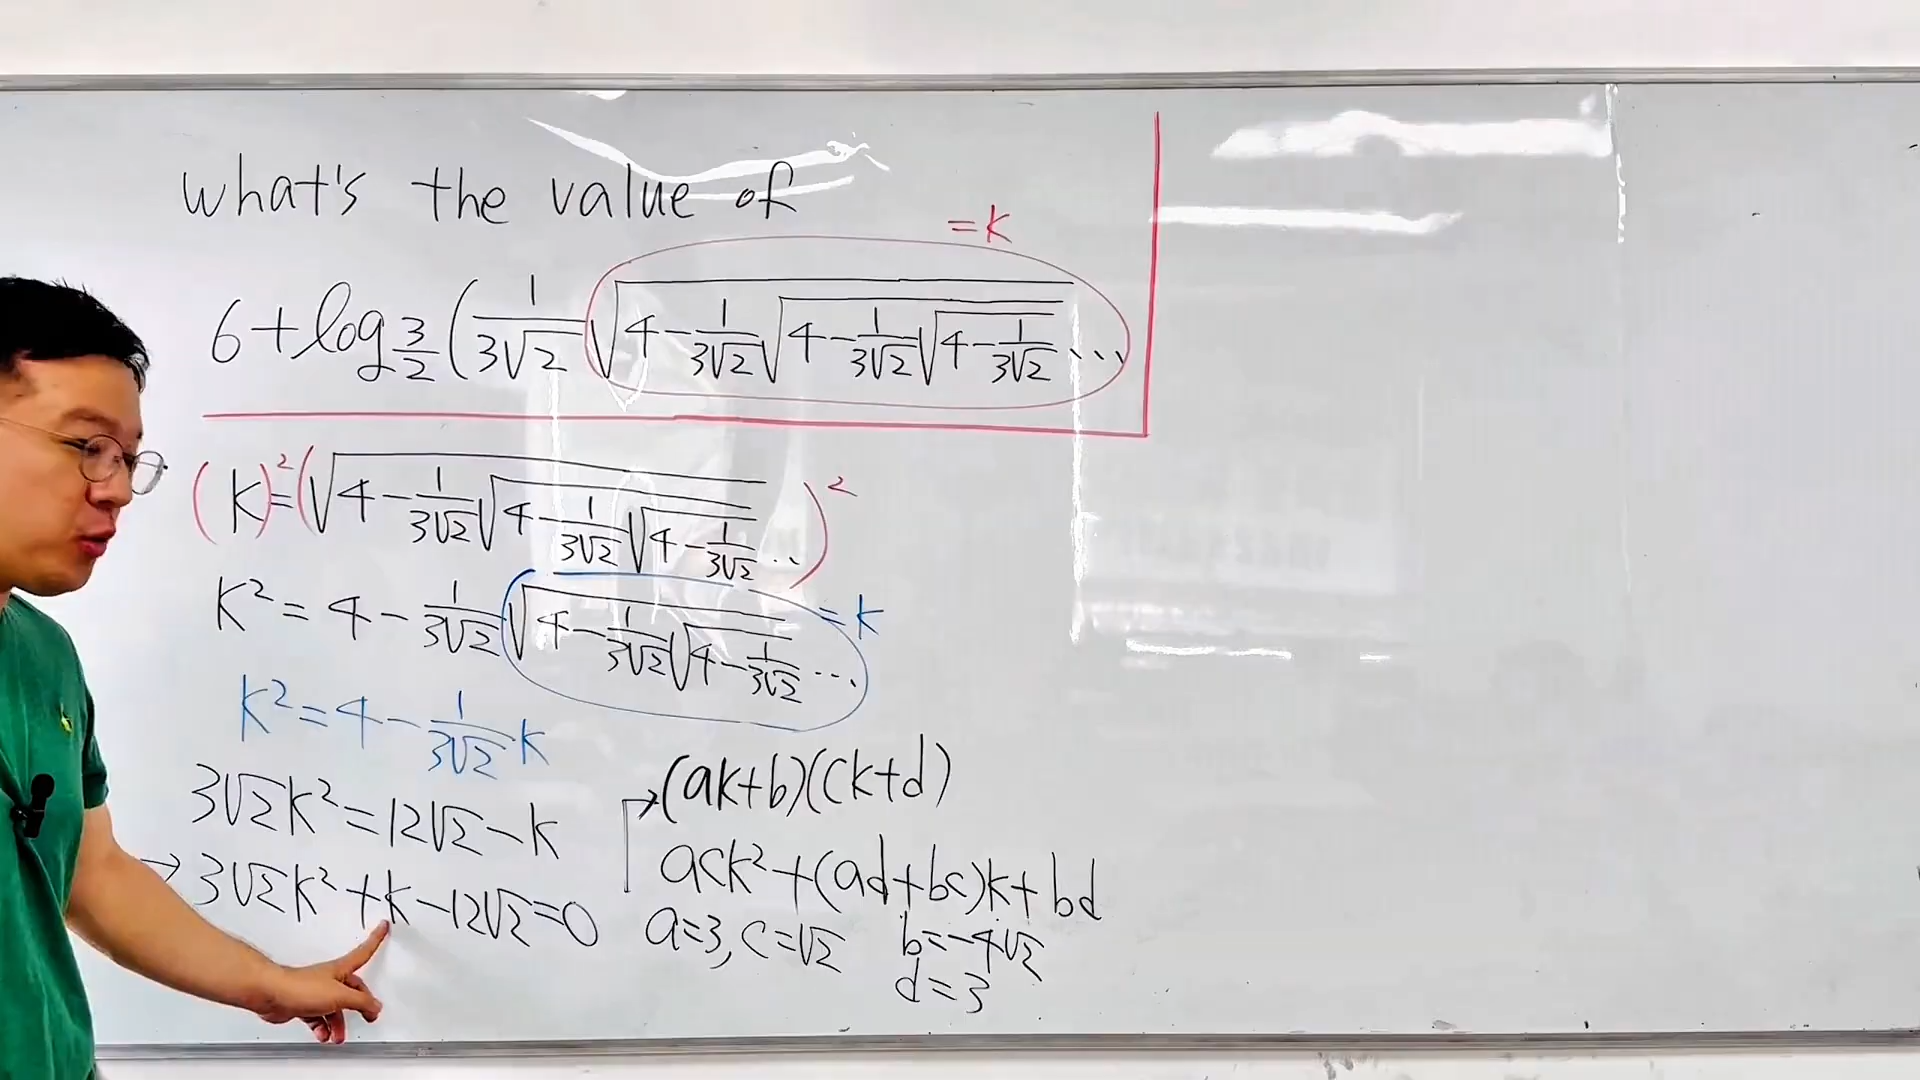 what's the value of
=K
6+log_{3/2}(1/(3√2) √(4-1/(3√2) √(4-1/(3√2) √(4-1/(3√2) ⋯
(K)²=(√(4-1/(3√2) √(4-1/(3√2) √(4-1/(3√2) ⋯)²
K²=4-1/(3√2) √(4-1/(3√2) √(4-1/(3√2) ⋯ =K
K²=4-1/(3√2) K
3√2K²=12√2-K
→3√2K²+K-12√2=0
→(ak+b)(ck+d)
ack²+(ad+bc)k+bd
a=3, c=√2 b=-4√2
d=3